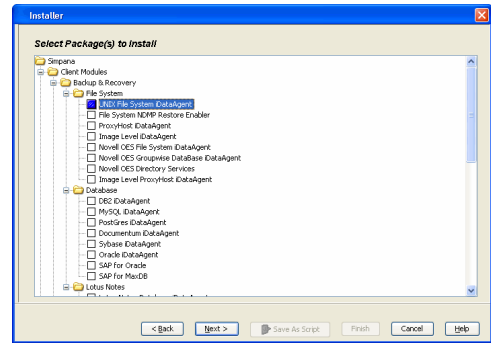 Installer
Select Package(s) to Install
Simpana
Client Modules
Backup & Recovery
File System
UNIX File System iDataAgent
File System NDMP Restore Enabler
ProxyHost iDataAgent
Image Level iDataAgent
Novell OES File System iDataAgent
Novell OES Groupwise DataBase iDataAgent
Novell OES Directory Services
Image Level ProxyHost iDataAgent
Database
DB2 iDataAgent
MySQL iDataAgent
PostGres iDataAgent
Documentum iDataAgent
Sybase iDataAgent
Oracle iDataAgent
SAP for Oracle
SAP for MaxDB
Lotus Notes
< Back Next > Save As Script Finish Cancel Help